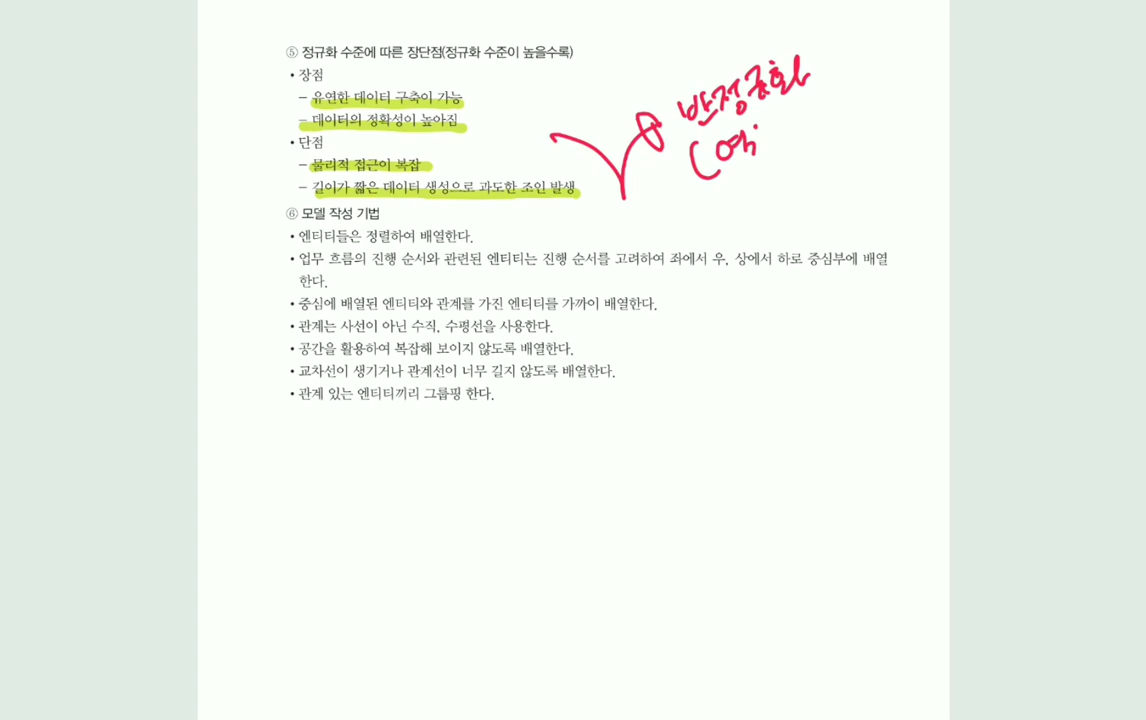 ⑤ 정규화 수준에 따른 장단점(정규화 수준이 높을수록)
• 장점
– 유연한 데이터 구축이 가능
– 데이터의 정확성이 높아짐
• 단점
– 물리적 접근이 복잡
– 길이가 짧은 데이터 생성으로 과도한 조인 발생
반정규화
(역
⑥ 모델 작성 기법
• 엔티티들은 정렬하여 배열한다.
• 업무 흐름의 진행 순서와 관련된 엔티티는 진행 순서를 고려하여 좌에서 우, 상에서 하로 중심부에 배열
한다.
• 중심에 배열된 엔티티와 관계를 가진 엔티티를 가까이 배열한다.
• 관계는 사선이 아닌 수직, 수평선을 사용한다.
• 공간을 활용하여 복잡해 보이지 않도록 배열한다.
• 교차선이 생기거나 관계선이 너무 길지 않도록 배열한다.
• 관계 있는 엔티티끼리 그룹핑 한다.